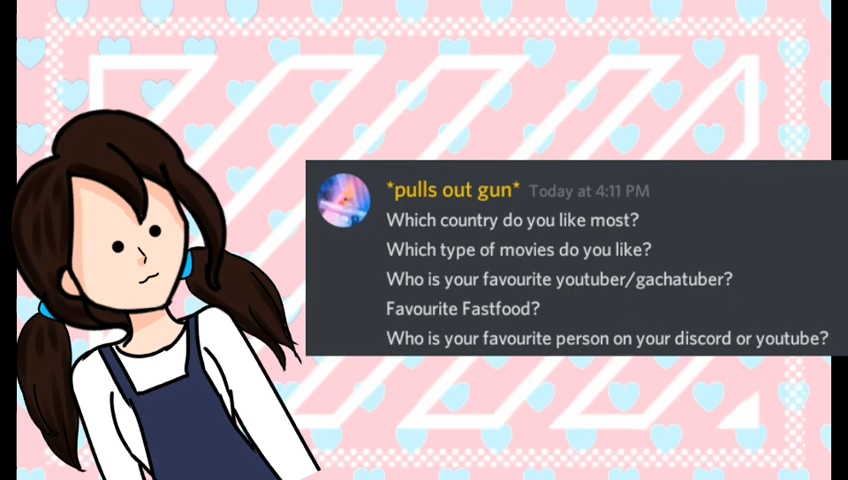 *pulls out gun* Today at 4:11 PM
Which country do you like most?
Which type of movies do you like?
Who is your favourite youtuber/gachatuber?
Favourite Fastfood?
Who is your favourite person on your discord or youtube?